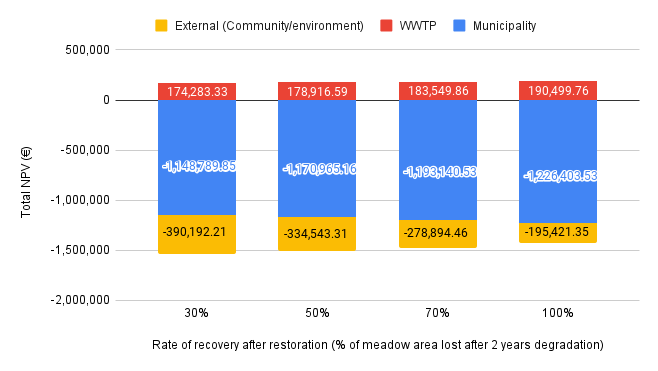 External (Community/environment) WWTP Municipality
500,000
174,283.33 178,916.59 183,549.86 190,499.76
0
-500,000
-1,148,789.85 -1,170,965.16 -1,193,140.53 -1,226,403.53
Total NPV (€)
-1,000,000
-390,192.21 -334,543.31 -278,894.46 -195,421.35
-1,500,000
-2,000,000
30% 50% 70% 100%
Rate of recovery after restoration (% of meadow area lost after 2 years degradation)